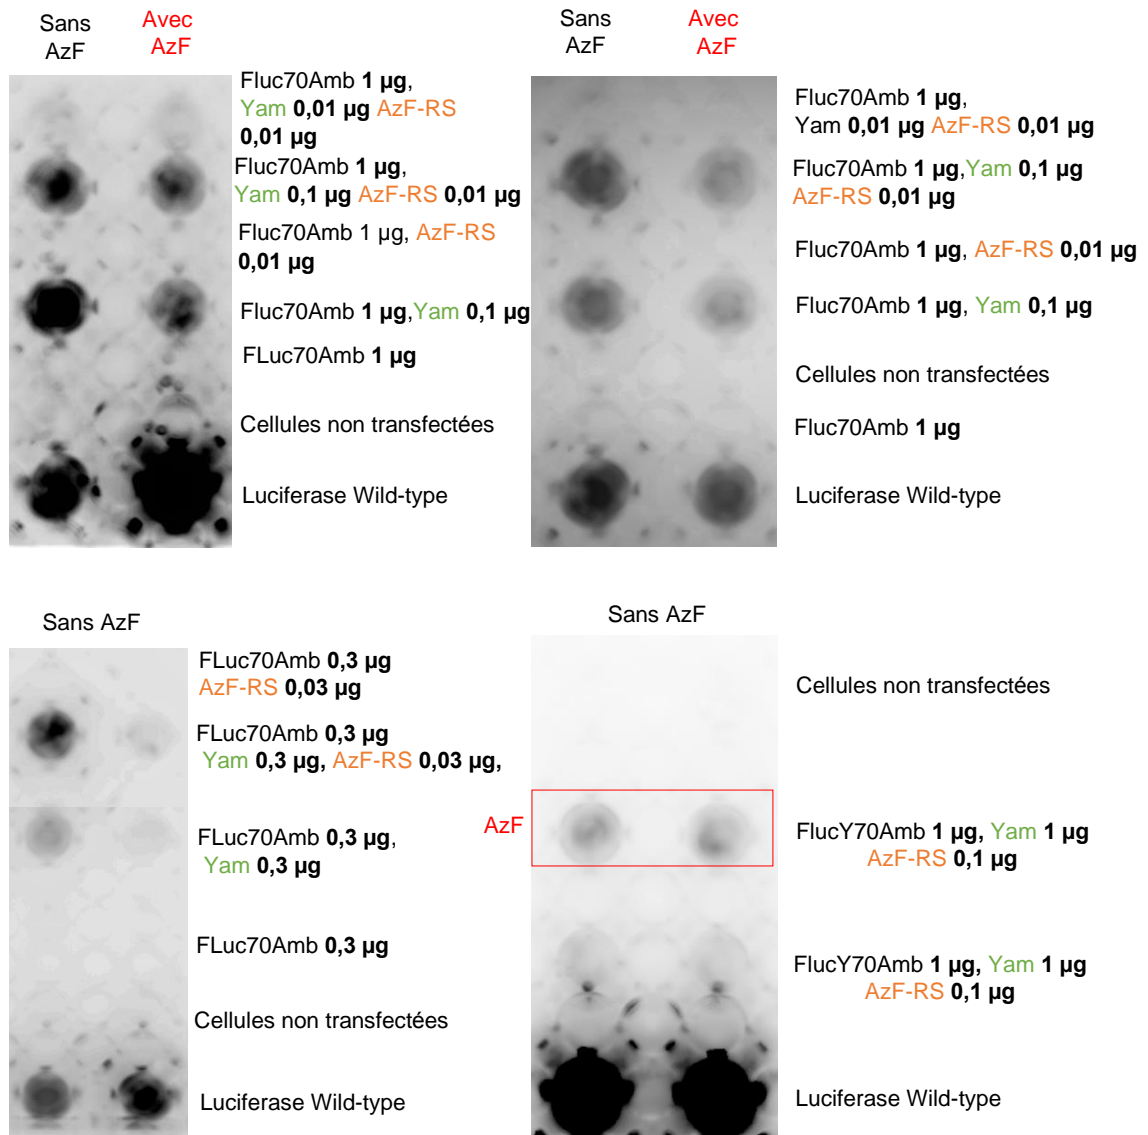 Sans
AzF
Avec
AzF
Fluc70Amb 1 µg,
Yam 0,01 µg AzF-RS
0,01 µg
Fluc70Amb 1 µg,
Yam 0,1 µg AzF-RS 0,01 µg
Fluc70Amb 1 µg, AzF-RS
0,01 µg
Fluc70Amb 1 µg,Yam 0,1 µg
FLuc70Amb 1 µg
Cellules non transfectées
Luciferase Wild-type
Sans
AzF
Avec
AzF
Fluc70Amb 1 µg,
Yam 0,01 µg AzF-RS 0,01 µg
Fluc70Amb 1 µg,Yam 0,1 µg
AzF-RS 0,01 µg
Fluc70Amb 1 µg, AzF-RS 0,01 µg
Fluc70Amb 1 µg, Yam 0,1 µg
Cellules non transfectées
Fluc70Amb 1 µg
Luciferase Wild-type
Sans AzF
FLuc70Amb 0,3 µg
AzF-RS 0,03 µg
FLuc70Amb 0,3 µg
Yam 0,3 µg, AzF-RS 0,03 µg,
FLuc70Amb 0,3 µg,
Yam 0,3 µg
FLuc70Amb 0,3 µg
Cellules non transfectées
Luciferase Wild-type
Sans AzF
Cellules non transfectées
AzF
FlucY70Amb 1 µg, Yam 1 µg
AzF-RS 0,1 µg
FlucY70Amb 1 µg, Yam 1 µg
AzF-RS 0,1 µg
Luciferase Wild-type